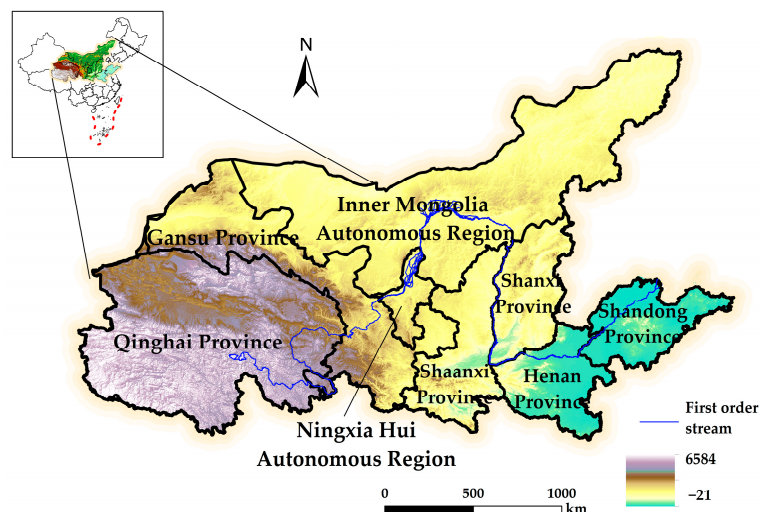 N
Inner Mongolia
Autonomous Region
Gansu Province
Shanxi
Province
Shandong
Province
Qinghai Province
Shaanxi
Province
Henan
Province
Ningxia Hui
Autonomous Region
First order
stream
6584
−21
0 500 1000
km